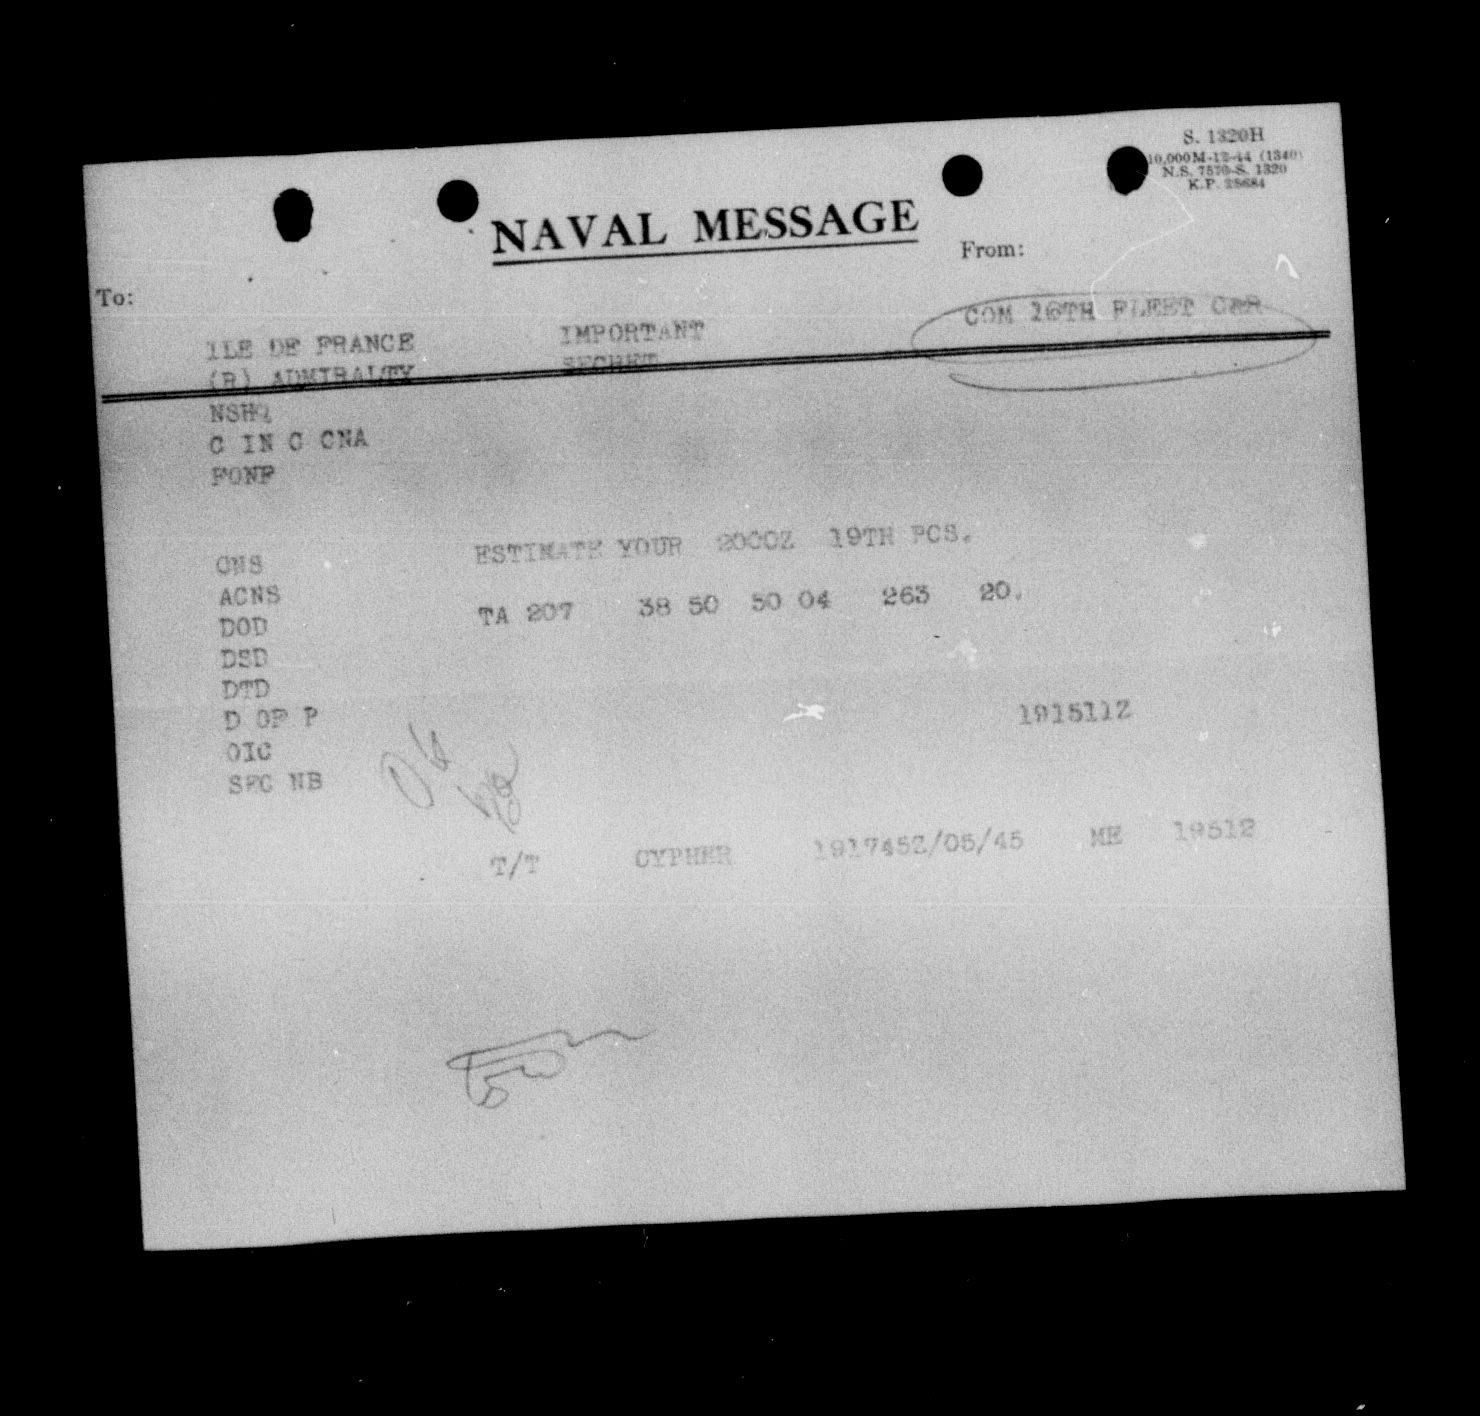 S. 1320H
10,000M-12-44 (1340)
N.S. 7570-S. 1320
K.P. 28684
NAVAL MESSAGE
To:
From:
ILE DE FRANCE IMPORTANT COM 16TH FLEET C&R
(R) ADMIRALTY SECRET
NSHQ
C IN C CNA
FONF
CNS ESTIMATE YOUR 2000Z 19TH POS.
ACNS
DOD TA 207 38 50 50 04 263 20.
DSD
DTD
D OF P 191511Z
OIC
SEC NB
T/T CYPHER 191745Z/05/45 ME 19512